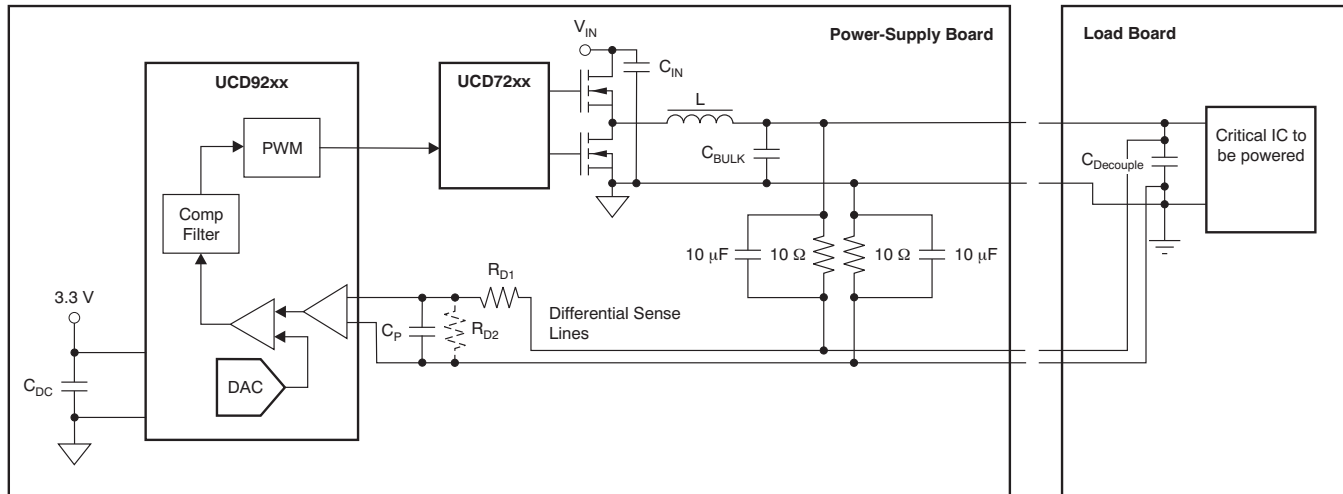 Power-Supply Board
Load Board
V_IN
UCD92xx
UCD72xx
C_IN
L
PWM
C_BULK
C_Decouple
Critical IC to
be powered
Comp
Filter
10 μF
10 Ω
10 Ω
10 μF
R_D1
3.3 V
Differential Sense
Lines
C_P
R_D2
C_DC
DAC